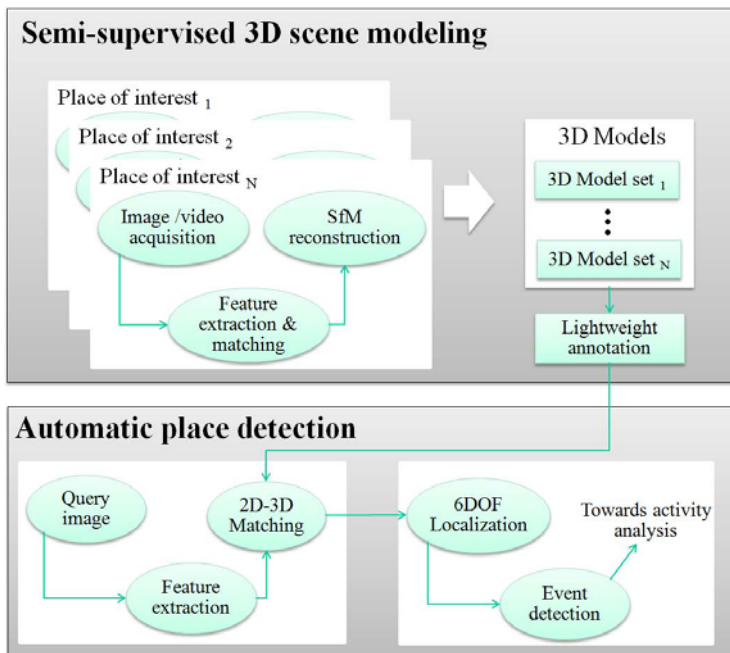 Semi-supervised 3D scene modeling
Place of interest 1
Place of interest 2
Place of interest N
Image /video
acquisition
SfM
reconstruction
Feature
extraction &
matching
3D Models
3D Model set 1
3D Model set N
Lightweight
annotation
Automatic place detection
Query
image
Feature
extraction
2D-3D
Matching
6DOF
Localization
Event
detection
Towards activity
analysis